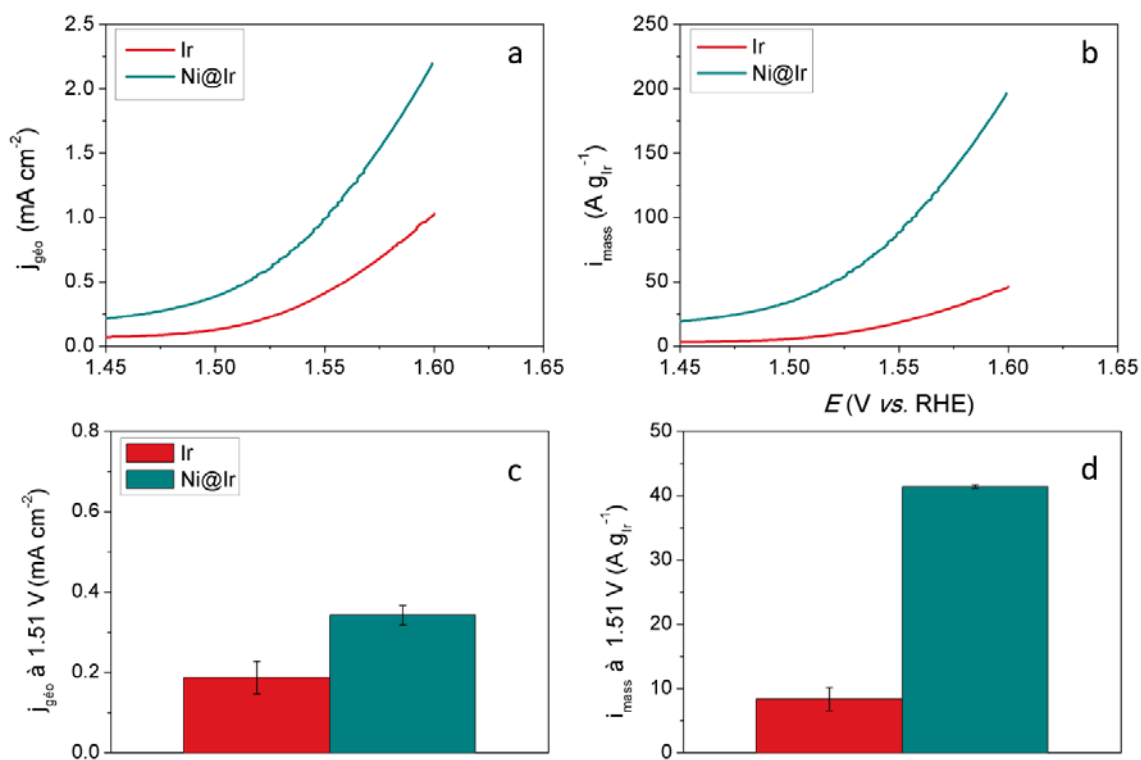 2.5
2.0
1.5
1.0
0.5
0.0
j géo (mA cm-2)
Ir
Ni@Ir
a
1.45 1.50 1.55 1.60 1.65
250
200
150
100
50
0
i mass (A g Ir -1)
Ir
Ni@Ir
b
1.45 1.50 1.55 1.60 1.65
E (V vs. RHE)
0.8
0.6
0.4
0.2
0.0
j géo à 1.51 V (mA cm-2)
Ir
Ni@Ir
c
50
40
30
20
10
0
i mass à 1.51 V (A g Ir -1)
d